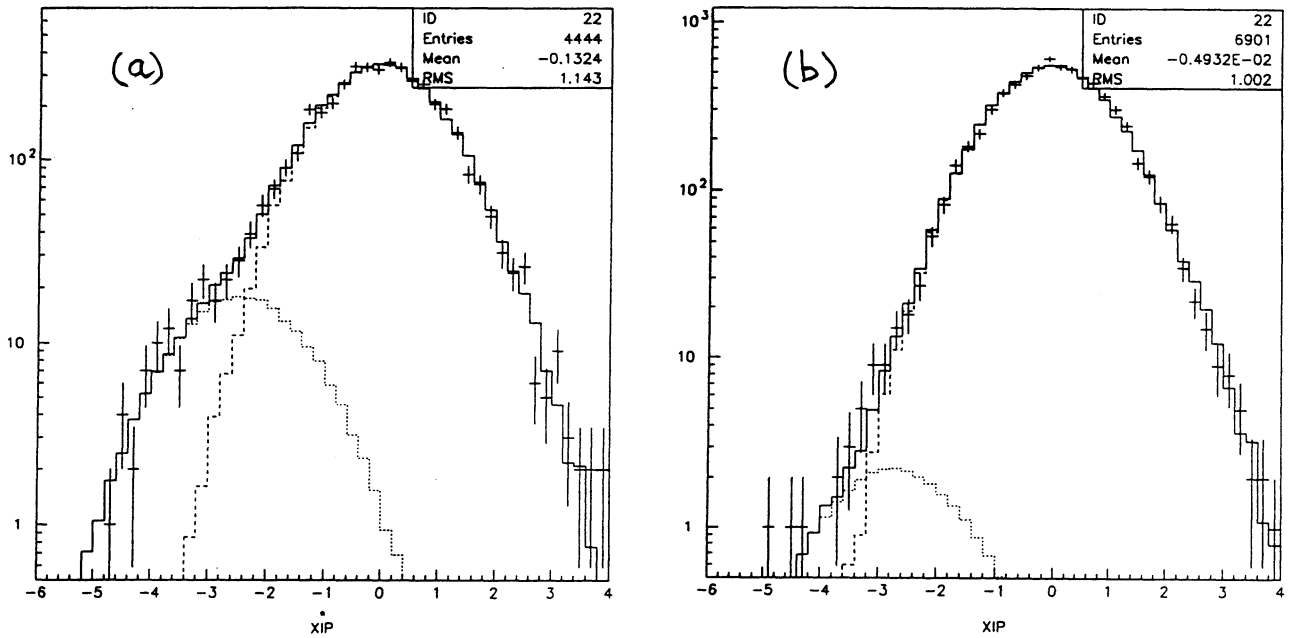 (a)
ID 22
Entries 4444
Mean -0.1324
RMS 1.143
10²
10
1
-6 -5 -4 -3 -2 -1 0 1 2 3 4
XIP
(b)
ID 22
Entries 6901
Mean -0.4932E-02
RMS 1.002
10³
10²
10
1
-6 -5 -4 -3 -2 -1 0 1 2 3 4
XIP